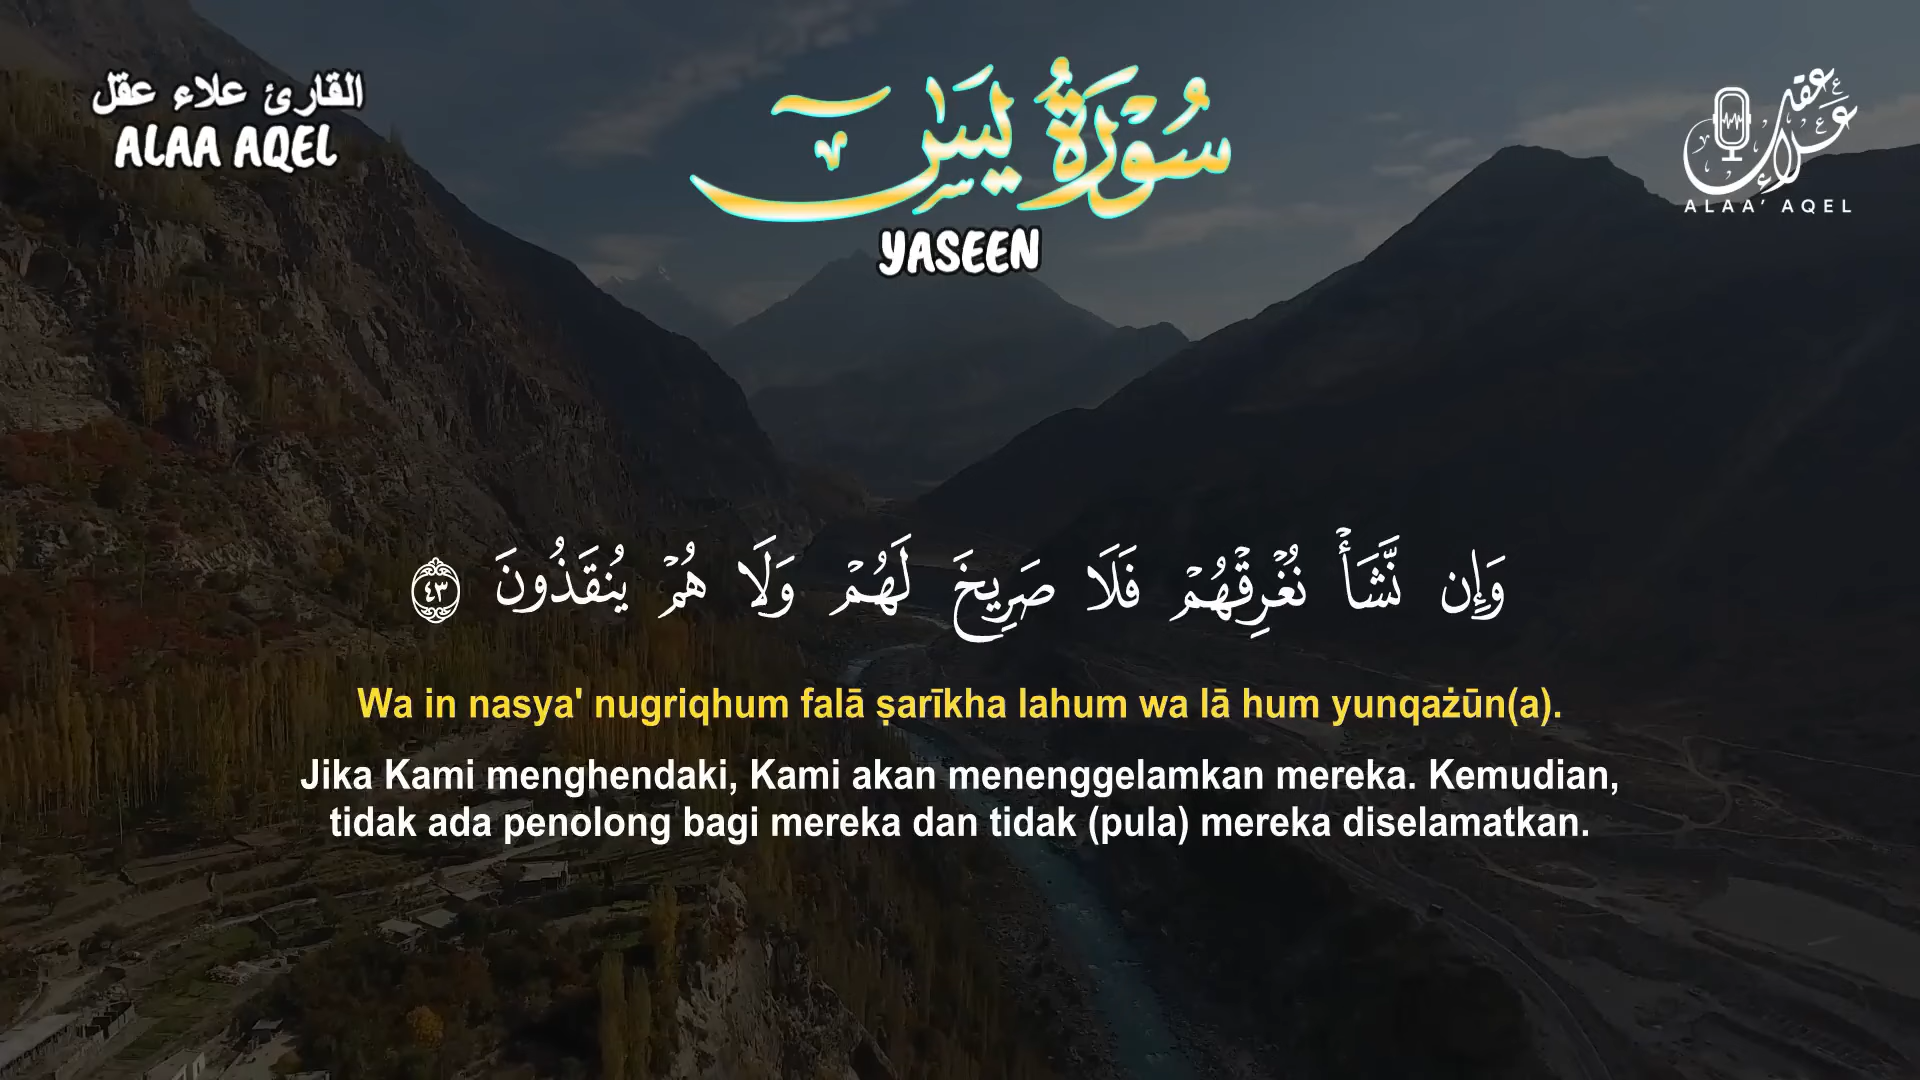 القارئ علاء عقل
ALAA AQEL
سُوْرَةُ يٰسٓ
YASEEN
علاء عقل
ALAA' AQEL
وَإِن نَّشَأْ نُغْرِقْهُمْ فَلَا صَرِيخَ لَهُمْ وَلَا هُمْ يُنقَذُونَ ٤٣
Wa in nasya' nugriqhum falā ṣarīkha lahum wa lā hum yunqażūn(a).
Jika Kami menghendaki, Kami akan menenggelamkan mereka. Kemudian,
tidak ada penolong bagi mereka dan tidak (pula) mereka diselamatkan.